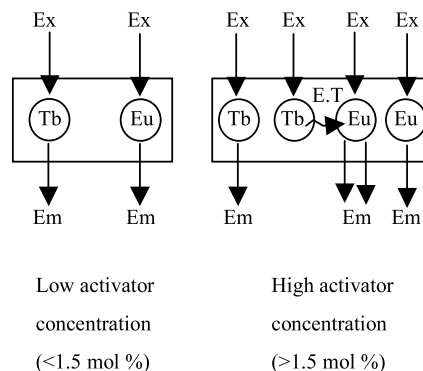 Ex Ex Ex Ex Ex Ex
E.T
Tb Eu Tb Tb Eu Eu
Em Em Em Em Em
Low activator
concentration
(<1.5 mol %)
High activator
concentration
(>1.5 mol %)